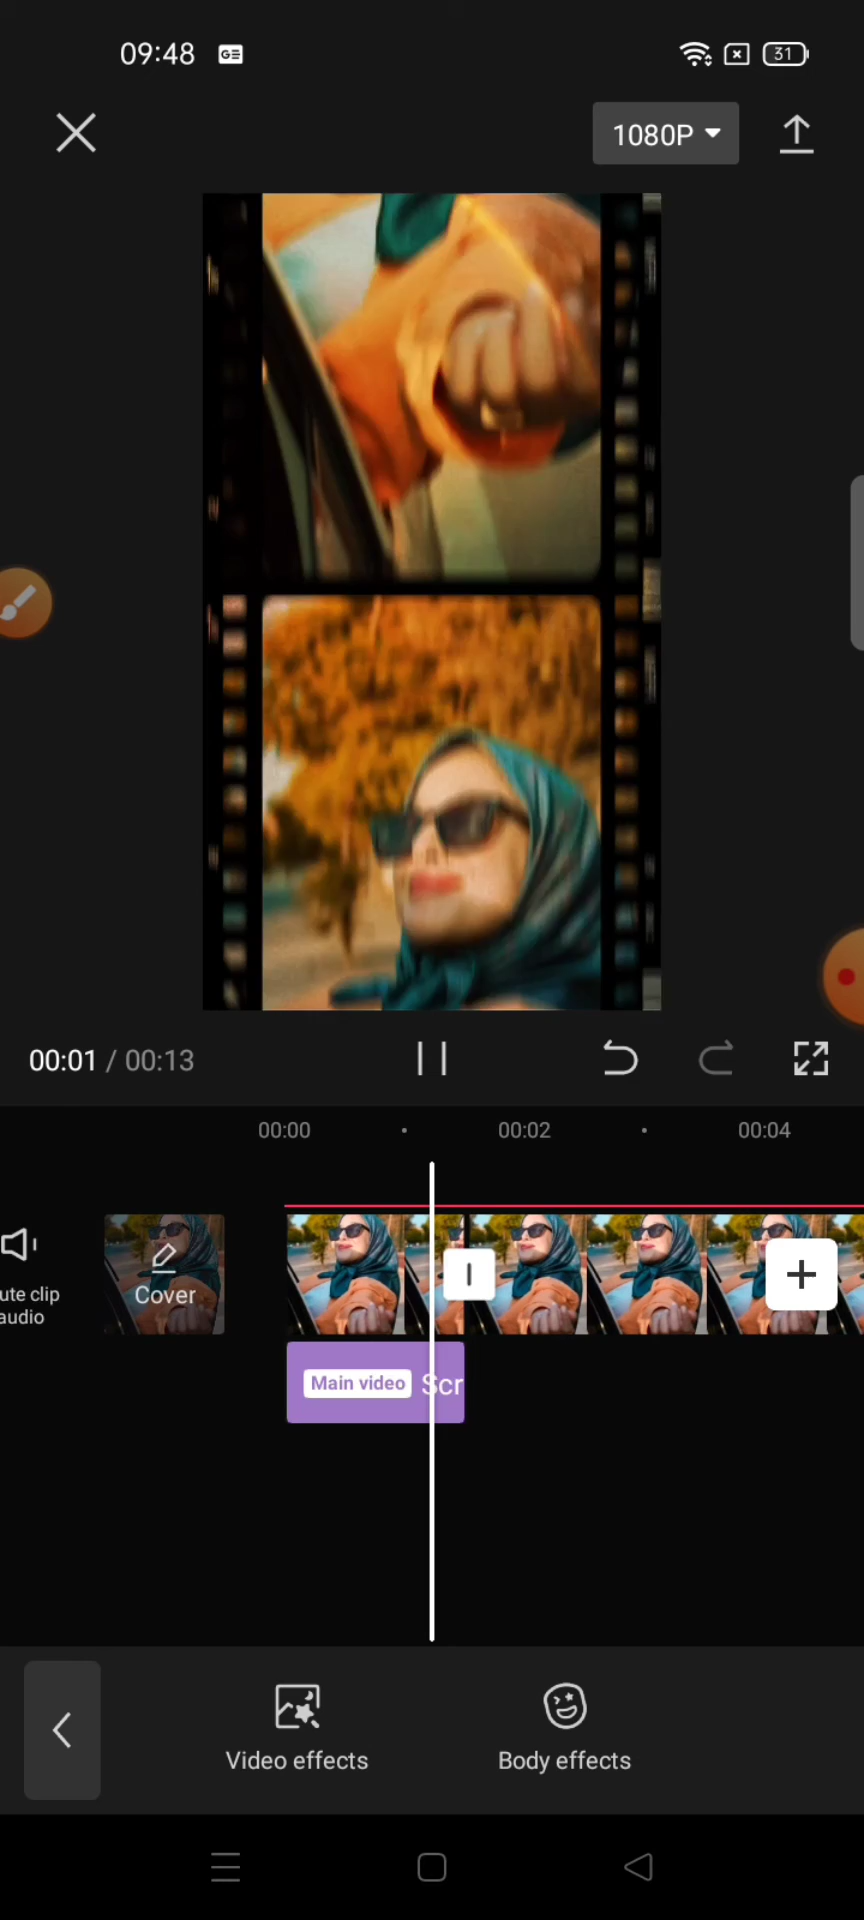 09:48
31
1080P
00:01 / 00:13
00:00
00:02
00:04
ute clip
audio
Cover
Main video Scr
Video effects
Body effects